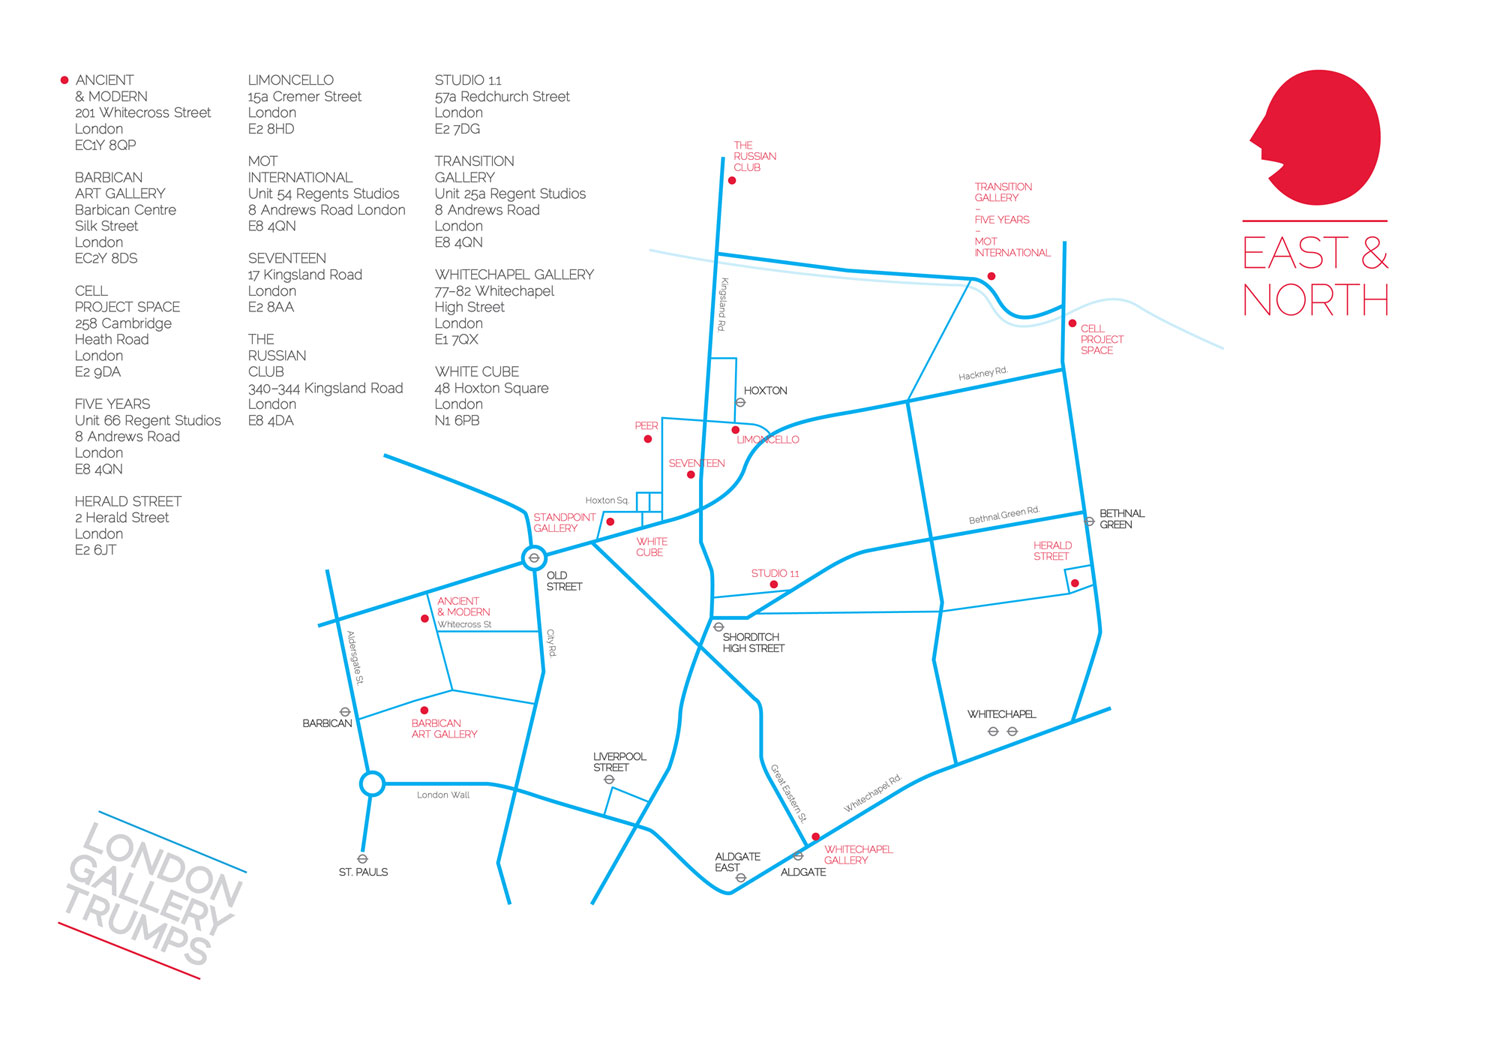 ANCIENT
& MODERN
201 Whitecross Street
London
EC1Y 8QP
BARBICAN
ART GALLERY
Barbican Centre
Silk Street
London
EC2Y 8DS
CELL
PROJECT SPACE
258 Cambridge
Heath Road
London
E2 9DA
FIVE YEARS
Unit 66 Regent Studios
8 Andrews Road
London
E8 4QN
HERALD STREET
2 Herald Street
London
E2 6JT
LIMONCELLO
15a Cremer Street
London
E2 8HD
MOT
INTERNATIONAL
Unit 54 Regents Studios
8 Andrews Road London
E8 4QN
SEVENTEEN
17 Kingsland Road
London
E2 8AA
THE
RUSSIAN
CLUB
340–344 Kingsland Road
London
E8 4DA
STUDIO 1.1
57a Redchurch Street
London
E2 7DG
TRANSITION
GALLERY
Unit 25a Regent Studios
8 Andrews Road
London
E8 4QN
WHITECHAPEL GALLERY
77–82 Whitechapel
High Street
London
E1 7QX
WHITE CUBE
48 Hoxton Square
London
N1 6PB
EAST &
NORTH
THE
RUSSIAN
CLUB
TRANSITION
GALLERY
–
FIVE YEARS
–
MOT
INTERNATIONAL
Kingsland Rd
CELL
PROJECT
SPACE
Hackney Rd.
HOXTON
PEER
LIMONCELLO
SEVENTEEN
Hoxton Sq.
STANDPOINT
GALLERY
WHITE
CUBE
Bethnal Green Rd.
BETHNAL
GREEN
HERALD
STREET
OLD
STREET
STUDIO 1.1
ANCIENT
& MODERN
Whitecross St
City Rd.
Aldersgate St.
SHORDITCH
HIGH STREET
BARBICAN
BARBICAN
ART GALLERY
WHITECHAPEL
LIVERPOOL
STREET
Great Eastern St.
Whitechapel Rd.
London Wall
WHITECHAPEL
GALLERY
ALDGATE
EAST
ALDGATE
ST. PAULS
LONDON
GALLERY
TRUMPS